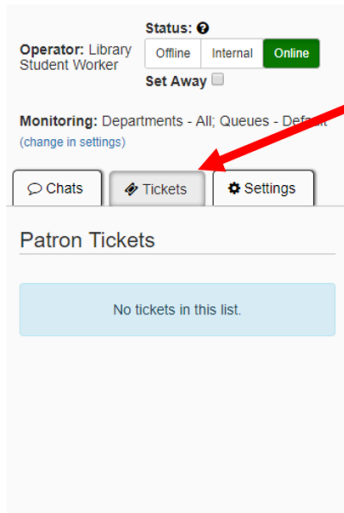 Status:
Operator: Library Student Worker
Offline Internal Online
Set Away
Monitoring: Departments - All; Queues - Default
(change in settings)
Chats Tickets Settings
Patron Tickets
No tickets in this list.